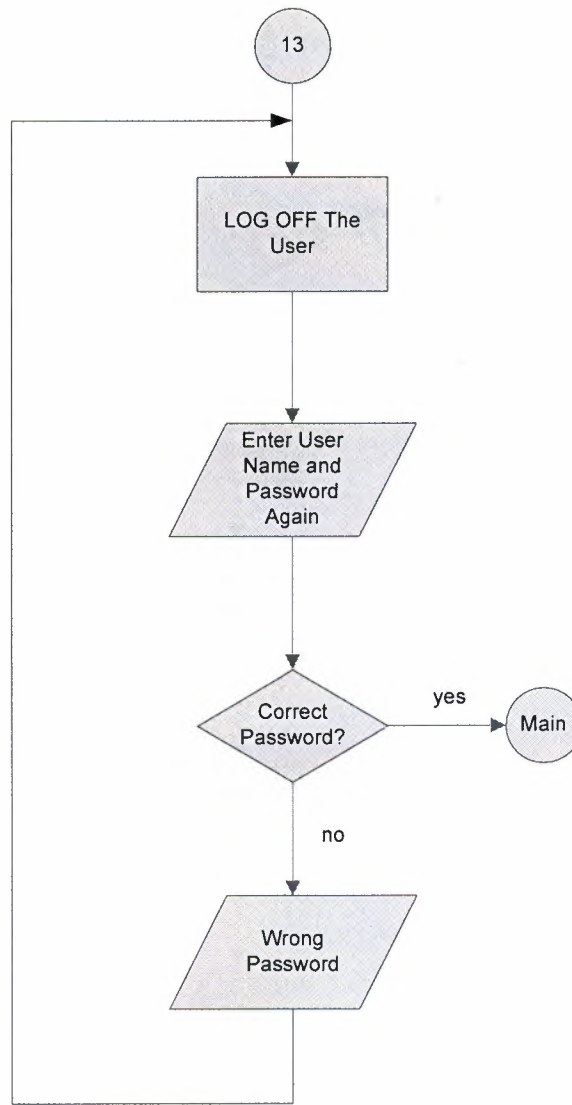 13
LOG OFF The
User
Enter User
Name and
Password
Again
Correct
Password?
yes
Main
no
Wrong
Password